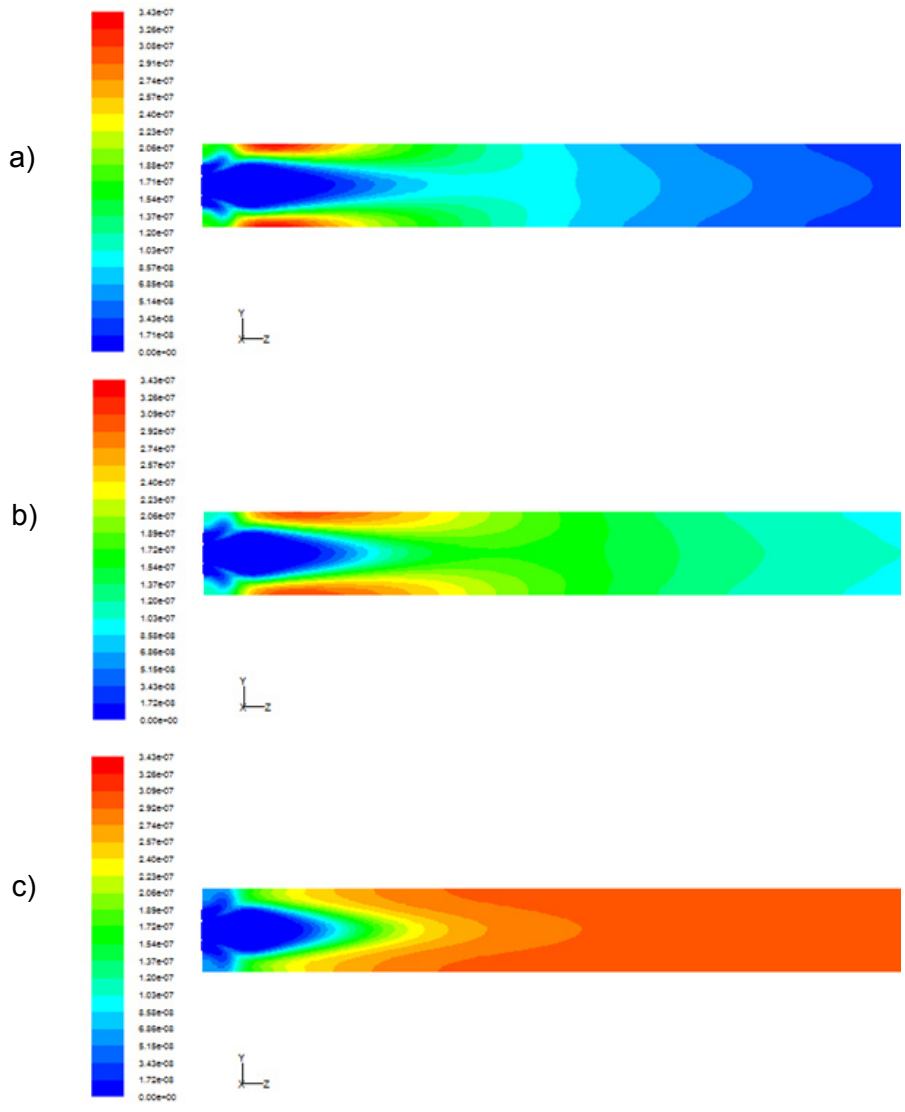 3.43e-07
3.26e-07
3.08e-07
2.91e-07
2.74e-07
2.57e-07
2.40e-07
2.23e-07
2.06e-07
1.88e-07
1.71e-07
1.54e-07
1.37e-07
1.20e-07
1.03e-07
8.57e-08
6.85e-08
5.14e-08
3.43e-08
1.71e-08
0.00e+00
a)
Y
X Z
3.43e-07
3.26e-07
3.09e-07
2.92e-07
2.74e-07
2.57e-07
2.40e-07
2.23e-07
2.06e-07
1.89e-07
1.72e-07
1.54e-07
1.37e-07
1.20e-07
1.03e-07
8.58e-08
6.86e-08
5.15e-08
3.43e-08
1.72e-08
0.00e+00
b)
Y
X Z
3.43e-07
3.26e-07
3.09e-07
2.92e-07
2.74e-07
2.57e-07
2.40e-07
2.23e-07
2.06e-07
1.89e-07
1.72e-07
1.54e-07
1.37e-07
1.20e-07
1.03e-07
8.58e-08
6.86e-08
5.15e-08
3.43e-08
1.72e-08
0.00e+00
c)
Y
X Z